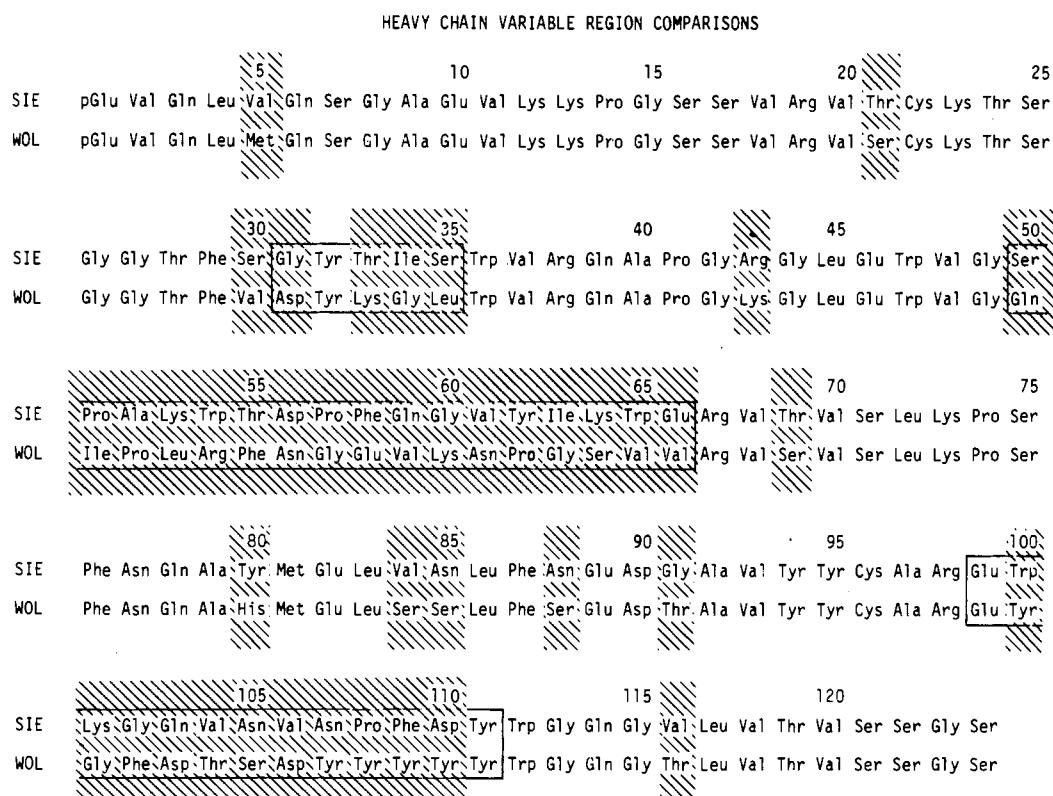 HEAVY CHAIN VARIABLE REGION COMPARISONS
5 10 15 20 25
SIE pGlu Val Gln Leu Val Gln Ser Gly Ala Glu Val Lys Lys Pro Gly Ser Ser Val Arg Val Thr Cys Lys Thr Ser
WOL pGlu Val Gln Leu Met Gln Ser Gly Ala Glu Val Lys Lys Pro Gly Ser Ser Val Arg Val Ser Cys Lys Thr Ser
30 35 40 45 50
SIE Gly Gly Thr Phe Ser Gly Tyr Thr Ile Ser Trp Val Arg Gln Ala Pro Gly Arg Gly Leu Glu Trp Val Gly Ser
WOL Gly Gly Thr Phe Val Asp Tyr Lys Gly Leu Trp Val Arg Gln Ala Pro Gly Lys Gly Leu Glu Trp Val Gly Gln
55 60 65 70 75
SIE Pro Ala Lys Trp Thr Asp Pro Phe Gln Gly Val Tyr Ile Lys Trp Glu Arg Val Thr Val Ser Leu Lys Pro Ser
WOL Ile Pro Leu Arg Phe Asn Gly Glu Val Lys Asn Pro Gly Ser Val Val Arg Val Ser Val Ser Leu Lys Pro Ser
80 85 90 95 100
SIE Phe Asn Gln Ala Tyr Met Glu Leu Val Asn Leu Phe Asn Glu Asp Gly Ala Val Tyr Tyr Cys Ala Arg Glu Trp
WOL Phe Asn Gln Ala His Met Glu Leu Ser Ser Leu Phe Ser Glu Asp Thr Ala Val Tyr Tyr Cys Ala Arg Glu Tyr
105 110 115 120
SIE Lys Gly Gln Val Asn Val Asn Pro Phe Asp Tyr Trp Gly Gln Gly Val Leu Val Thr Val Ser Ser Gly Ser
WOL Gly Phe Asp Thr Ser Asp Tyr Tyr Tyr Tyr Tyr Trp Gly Gln Gly Thr Leu Val Thr Val Ser Ser Gly Ser